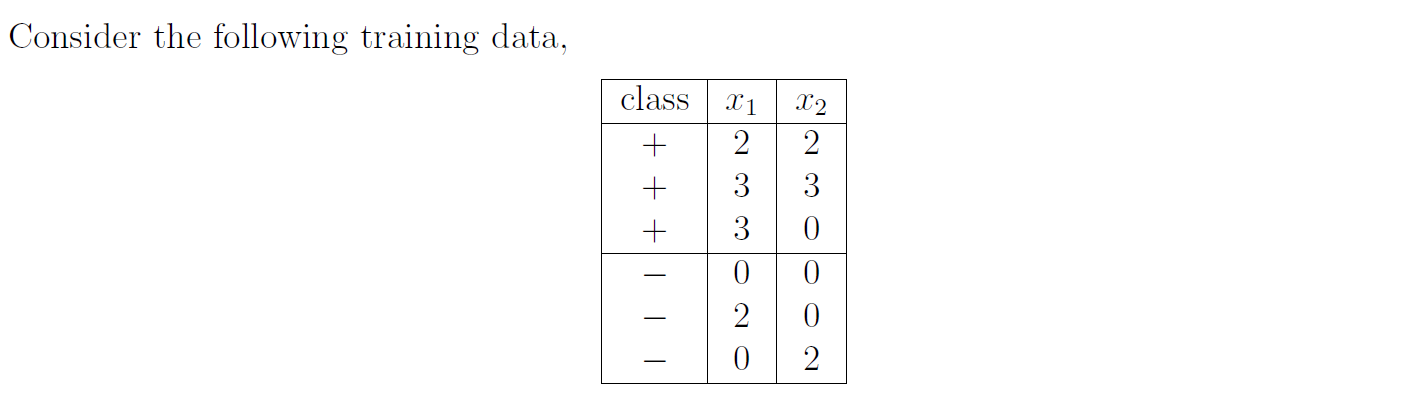 Consider the following training data,
class x₁ x₂
+ 2 2
+ 3 3
+ 3 0
− 0 0
− 2 0
− 0 2